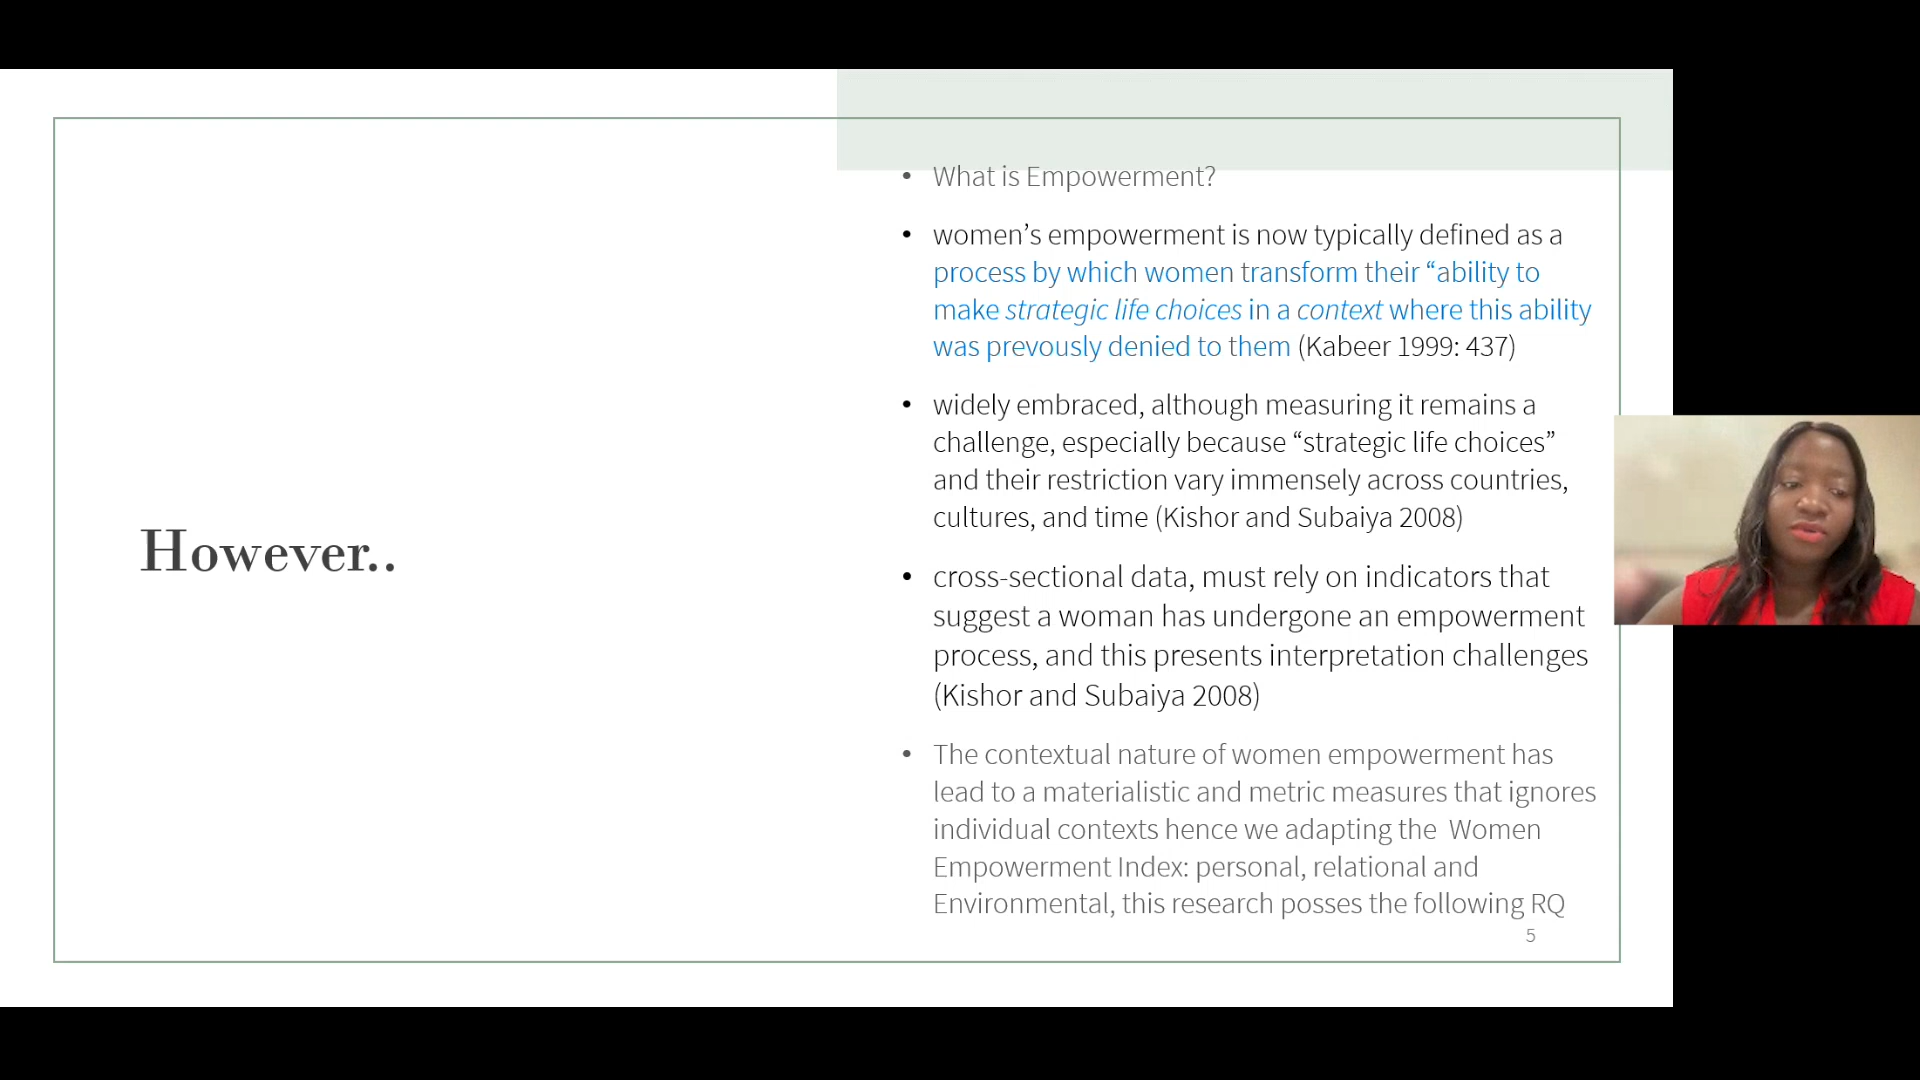 However..
• What is Empowerment?
• women’s empowerment is now typically defined as a
process by which women transform their “ability to
make strategic life choices in a context where this ability
was prevously denied to them (Kabeer 1999: 437)
• widely embraced, although measuring it remains a
challenge, especially because “strategic life choices”
and their restriction vary immensely across countries,
cultures, and time (Kishor and Subaiya 2008)
• cross-sectional data, must rely on indicators that
suggest a woman has undergone an empowerment
process, and this presents interpretation challenges
(Kishor and Subaiya 2008)
• The contextual nature of women empowerment has
lead to a materialistic and metric measures that ignores
individual contexts hence we adapting the  Women
Empowerment Index: personal, relational and
Environmental, this research posses the following RQ
5